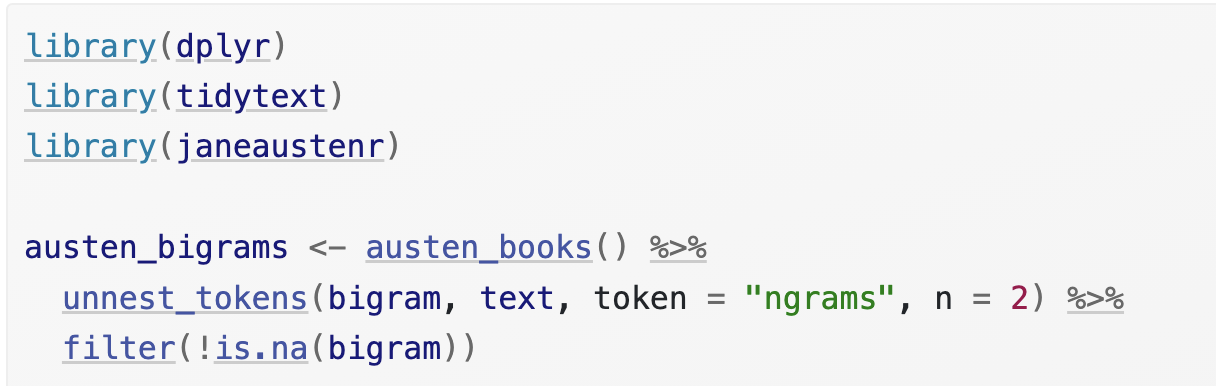 library(dplyr)
library(tidytext)
library(janeaustenr)
austen_bigrams <- austen_books() %>%
  unnest_tokens(bigram, text, token = "ngrams", n = 2) %>%
  filter(!is.na(bigram))